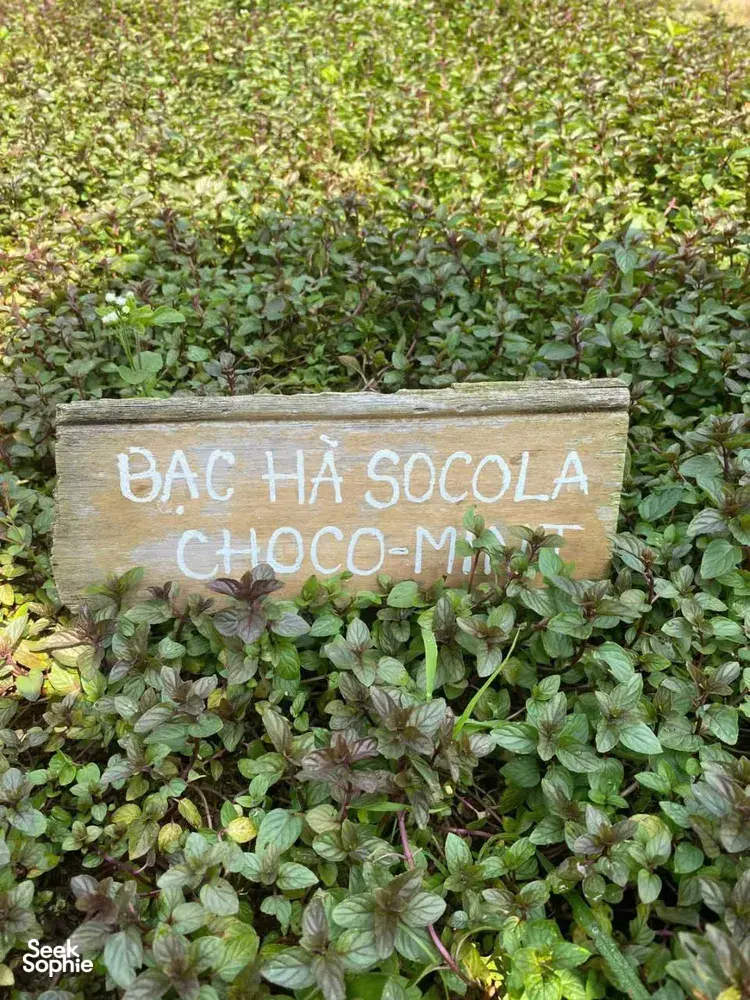 BẠC HÀ SOCOLA
CHOCO-MINT
Seek
Sophie